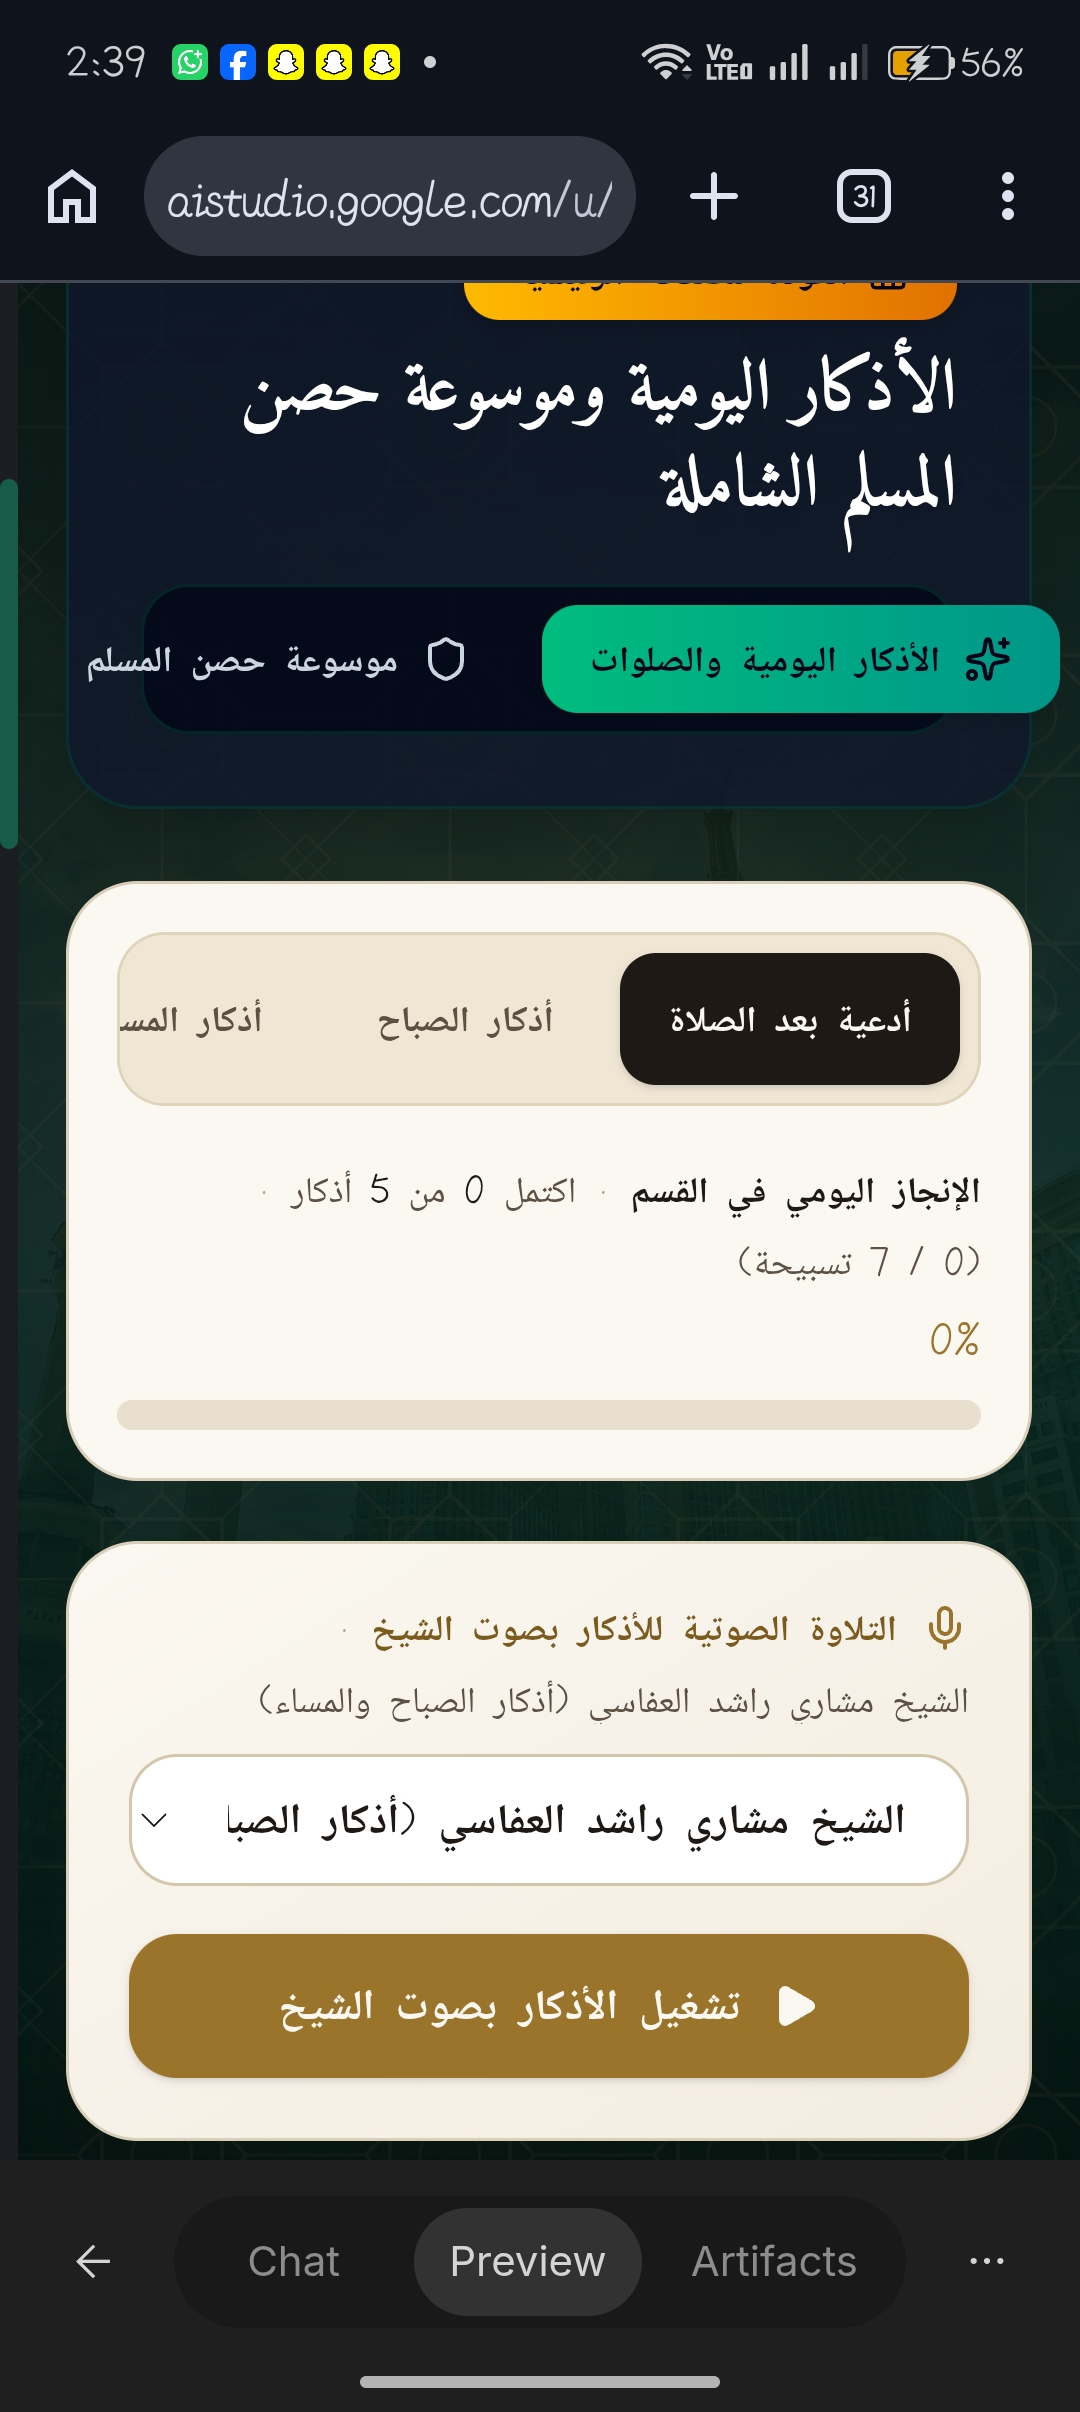 2:39
Vo LTE
56%
aistudio.google.com/u/
31
الأذكار اليومية وموسوعة حصن
المسلم الشاملة
الأذكار اليومية والصلوات
موسوعة حصن المسلم
أدعية بعد الصلاة
أذكار الصباح
أذكار المس
الإنجاز اليومي في القسم · اكتمل 0 من 5 أذكار ·
(0 / 7 تسبيحة)
0%
التلاوة الصوتية للأذكار بصوت الشيخ ·
الشيخ مشاري راشد العفاسي (أذكار الصباح والمساء)
الشيخ مشاري راشد العفاسي (أذكار الصبا
تشغيل الأذكار بصوت الشيخ
Chat
Preview
Artifacts